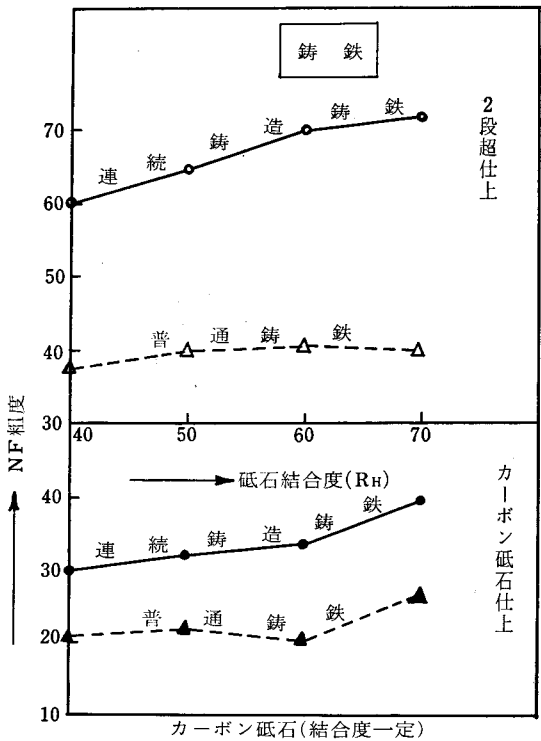 鋳 鉄
2段超仕上
連続鋳造鋳鉄
普通鋳鉄
70
60
50
40
30
40 50 60 70
NF粗度
砥石結合度(RH)
カーボン砥石仕上
連続鋳造鋳鉄
普通鋳鉄
40
30
20
10
カーボン砥石(結合度一定)